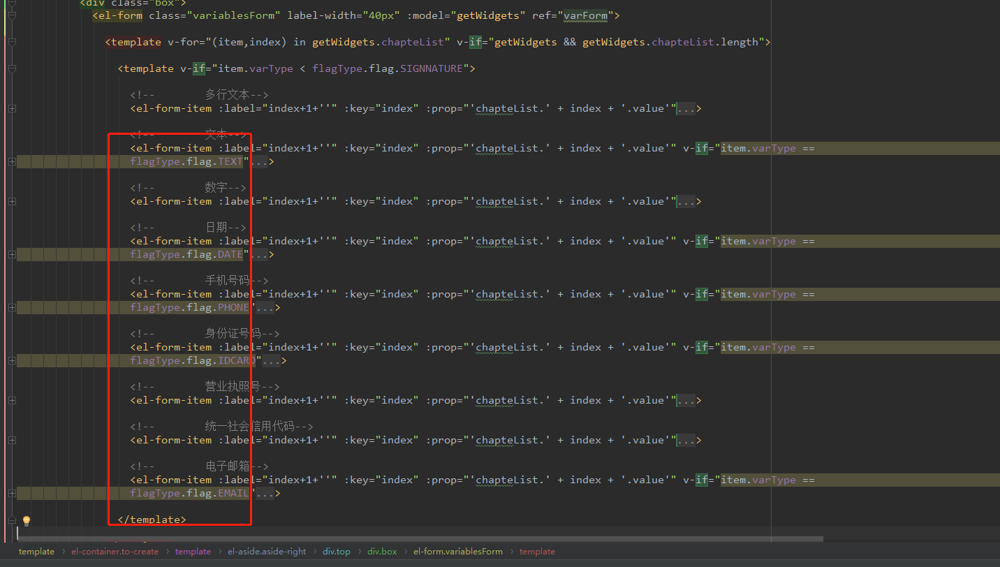 <div class="box">
<el-form class="variablesForm" label-width="40px" :model="getWidgets" ref="varForm">
<template v-for="(item,index) in getWidgets.chapteList" v-if="getWidgets && getWidgets.chapteList.length">
<template v-if="item.varType < flagType.flag.SIGNNATURE">
<!-- 多行文本-->
<el-form-item :label="index+1+''" :key="index" :prop="'chapteList.' + index + '.value'"...>
<!-- 文本-->
<el-form-item :label="index+1+''" :key="index" :prop="'chapteList.' + index + '.value'" v-if="item.varType ==
flagType.flag.TEXT"...>
<!-- 数字-->
<el-form-item :label="index+1+''" :key="index" :prop="'chapteList.' + index + '.value'"...>
<!-- 日期-->
<el-form-item :label="index+1+''" :key="index" :prop="'chapteList.' + index + '.value'" v-if="item.varType ==
flagType.flag.DATE"...>
<!-- 手机号码-->
<el-form-item :label="index+1+''" :key="index" :prop="'chapteList.' + index + '.value'" v-if="item.varType ==
flagType.flag.PHONE"...>
<!-- 身份证号码-->
<el-form-item :label="index+1+''" :key="index" :prop="'chapteList.' + index + '.value'" v-if="item.varType ==
flagType.flag.IDCARD"...>
<!-- 营业执照号-->
<el-form-item :label="index+1+''" :key="index" :prop="'chapteList.' + index + '.value'"...>
<!-- 统一社会信用代码-->
<el-form-item :label="index+1+''" :key="index" :prop="'chapteList.' + index + '.value'"...>
<!-- 电子邮箱-->
<el-form-item :label="index+1+''" :key="index" :prop="'chapteList.' + index + '.value'" v-if="item.varType ==
flagType.flag.EMAIL"...>
</template>
template › el-container.to-create › template › el-aside.aside-right › div.top › div.box › el-form.variablesForm › template